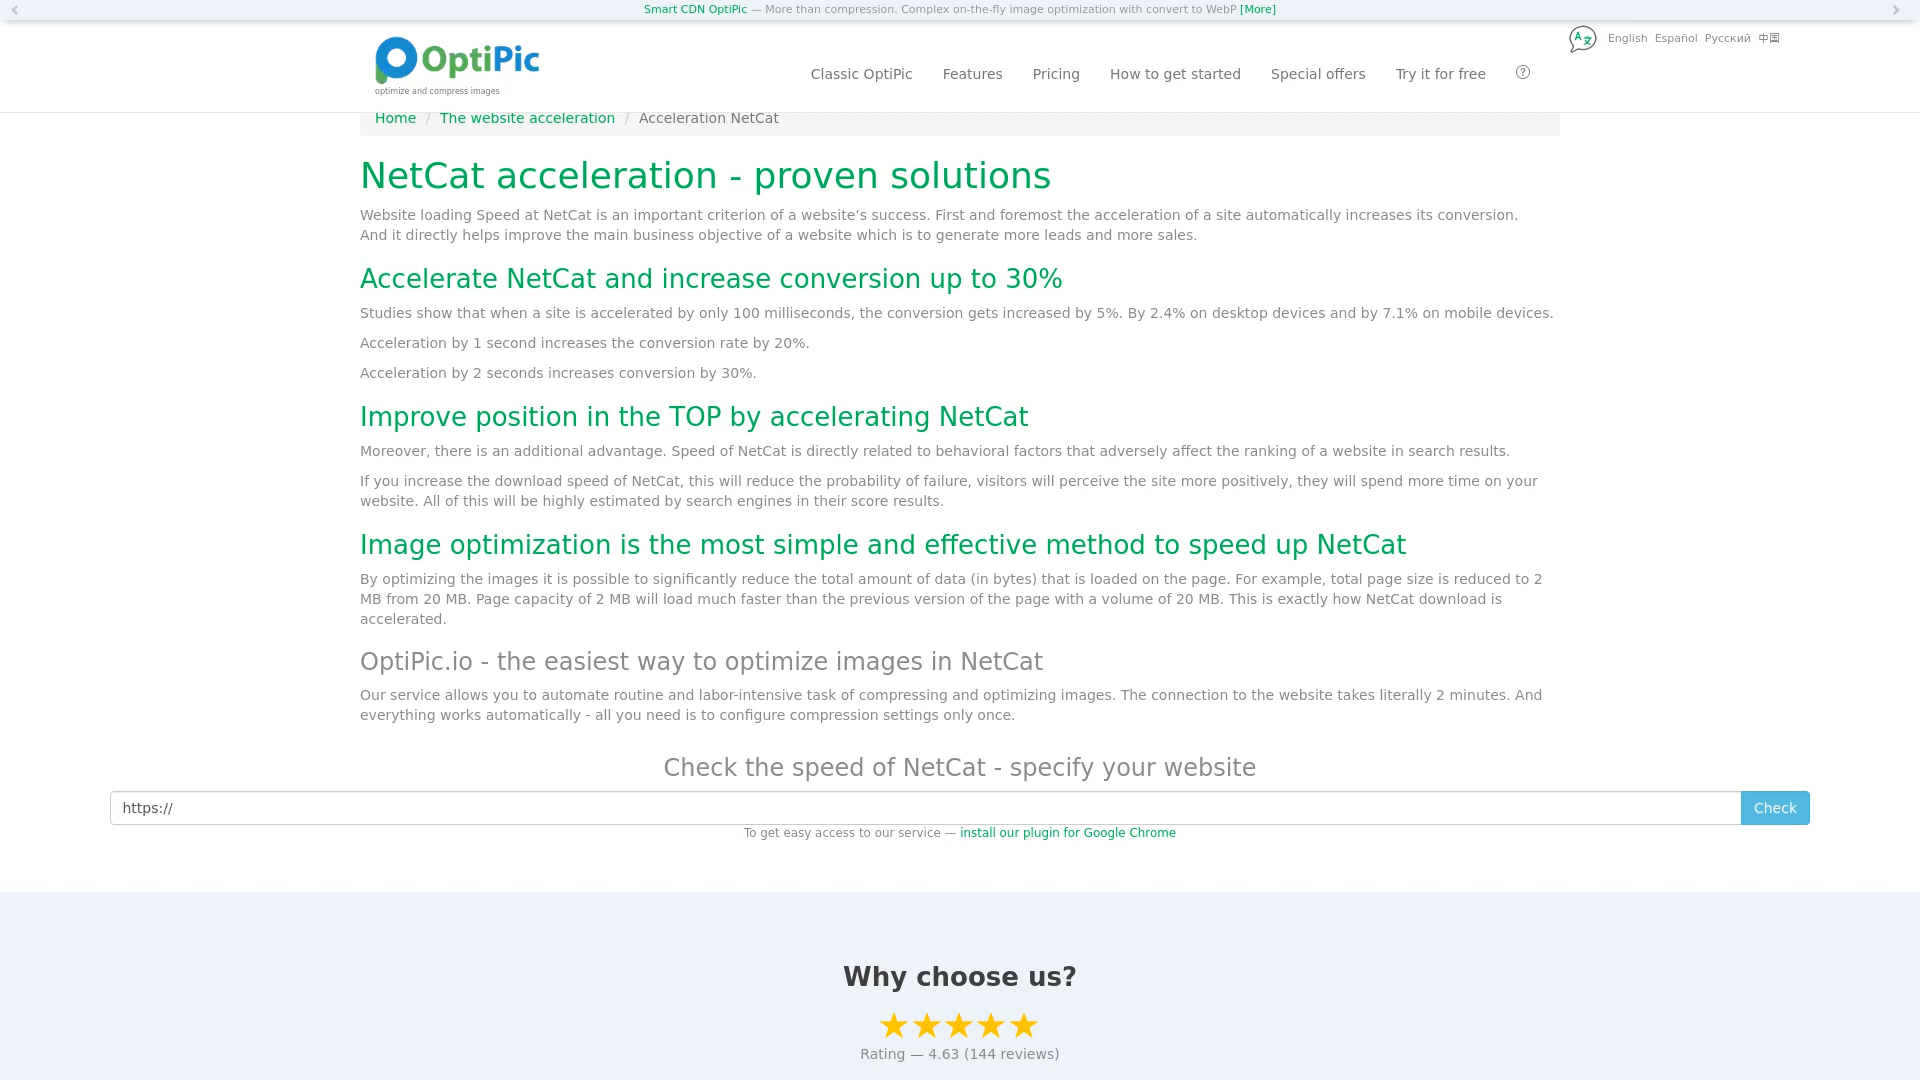 Smart CDN OptiPic — More than compression. Complex on-the-fly image optimization with convert to WebP [More]
English Español Русский 中国
OptiPic
optimize and compress images
Classic OptiPic Features Pricing How to get started Special offers Try it for free ?
Home / The website acceleration / Acceleration NetCat
NetCat acceleration - proven solutions
Website loading Speed at NetCat is an important criterion of a website’s success. First and foremost the acceleration of a site automatically increases its conversion.
And it directly helps improve the main business objective of a website which is to generate more leads and more sales.
Accelerate NetCat and increase conversion up to 30%
Studies show that when a site is accelerated by only 100 milliseconds, the conversion gets increased by 5%. By 2.4% on desktop devices and by 7.1% on mobile devices.
Acceleration by 1 second increases the conversion rate by 20%.
Acceleration by 2 seconds increases conversion by 30%.
Improve position in the TOP by accelerating NetCat
Moreover, there is an additional advantage. Speed of NetCat is directly related to behavioral factors that adversely affect the ranking of a website in search results.
If you increase the download speed of NetCat, this will reduce the probability of failure, visitors will perceive the site more positively, they will spend more time on your
website. All of this will be highly estimated by search engines in their score results.
Image optimization is the most simple and effective method to speed up NetCat
By optimizing the images it is possible to significantly reduce the total amount of data (in bytes) that is loaded on the page. For example, total page size is reduced to 2
MB from 20 MB. Page capacity of 2 MB will load much faster than the previous version of the page with a volume of 20 MB. This is exactly how NetCat download is
accelerated.
OptiPic.io - the easiest way to optimize images in NetCat
Our service allows you to automate routine and labor-intensive task of compressing and optimizing images. The connection to the website takes literally 2 minutes. And
everything works automatically - all you need is to configure compression settings only once.
Check the speed of NetCat - specify your website
https:// Check
To get easy access to our service — install our plugin for Google Chrome
Why choose us?
Rating — 4.63 (144 reviews)